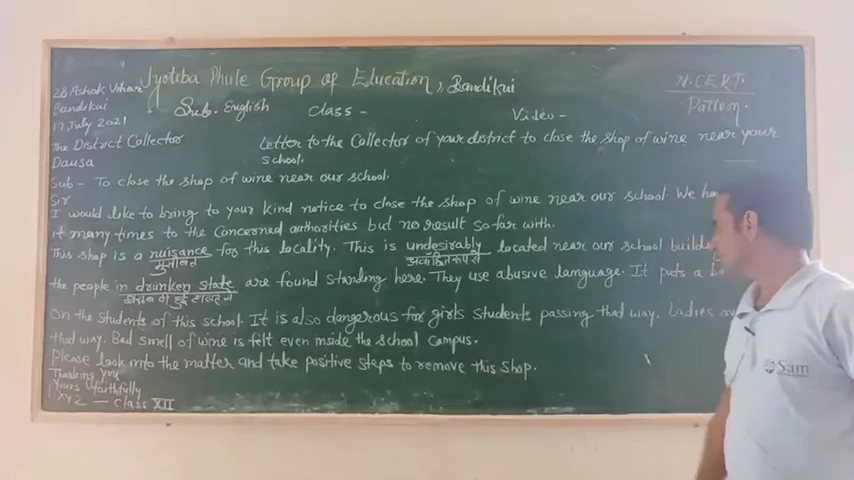 Jyotiba Phule Group of Education, Bandikui
N.C.E.R.T.
Pattern.
Sub. English Class - Video -
28 Ashok Vihar
Bandikui
17 July 2021
The District Collector
Dausa
Letter to the Collector of your district to close the shop of wine near your
school.
Sub - To close the shop of wine near our school.
Sir
I would like to bring to your kind notice to close the shop of wine near our school. We
it many times to the concerned authorities but no result so far with.
This shop is a nuisance for this locality. This is undesirably located near our school
मुसीबत अवांछित रूप से
the people in drunken state are found standing here. They use abusive language. It puts a
शराब पी हुई हालत में
on the students of this school. It is also dangerous for girls students passing that way. Ladies
that way. Bad smell of wine is felt even inside the school campus.
Please look into the matter and take positive steps to remove this shop.
Thanking you
Yours faithfully
XYZ - Class XII
Sam